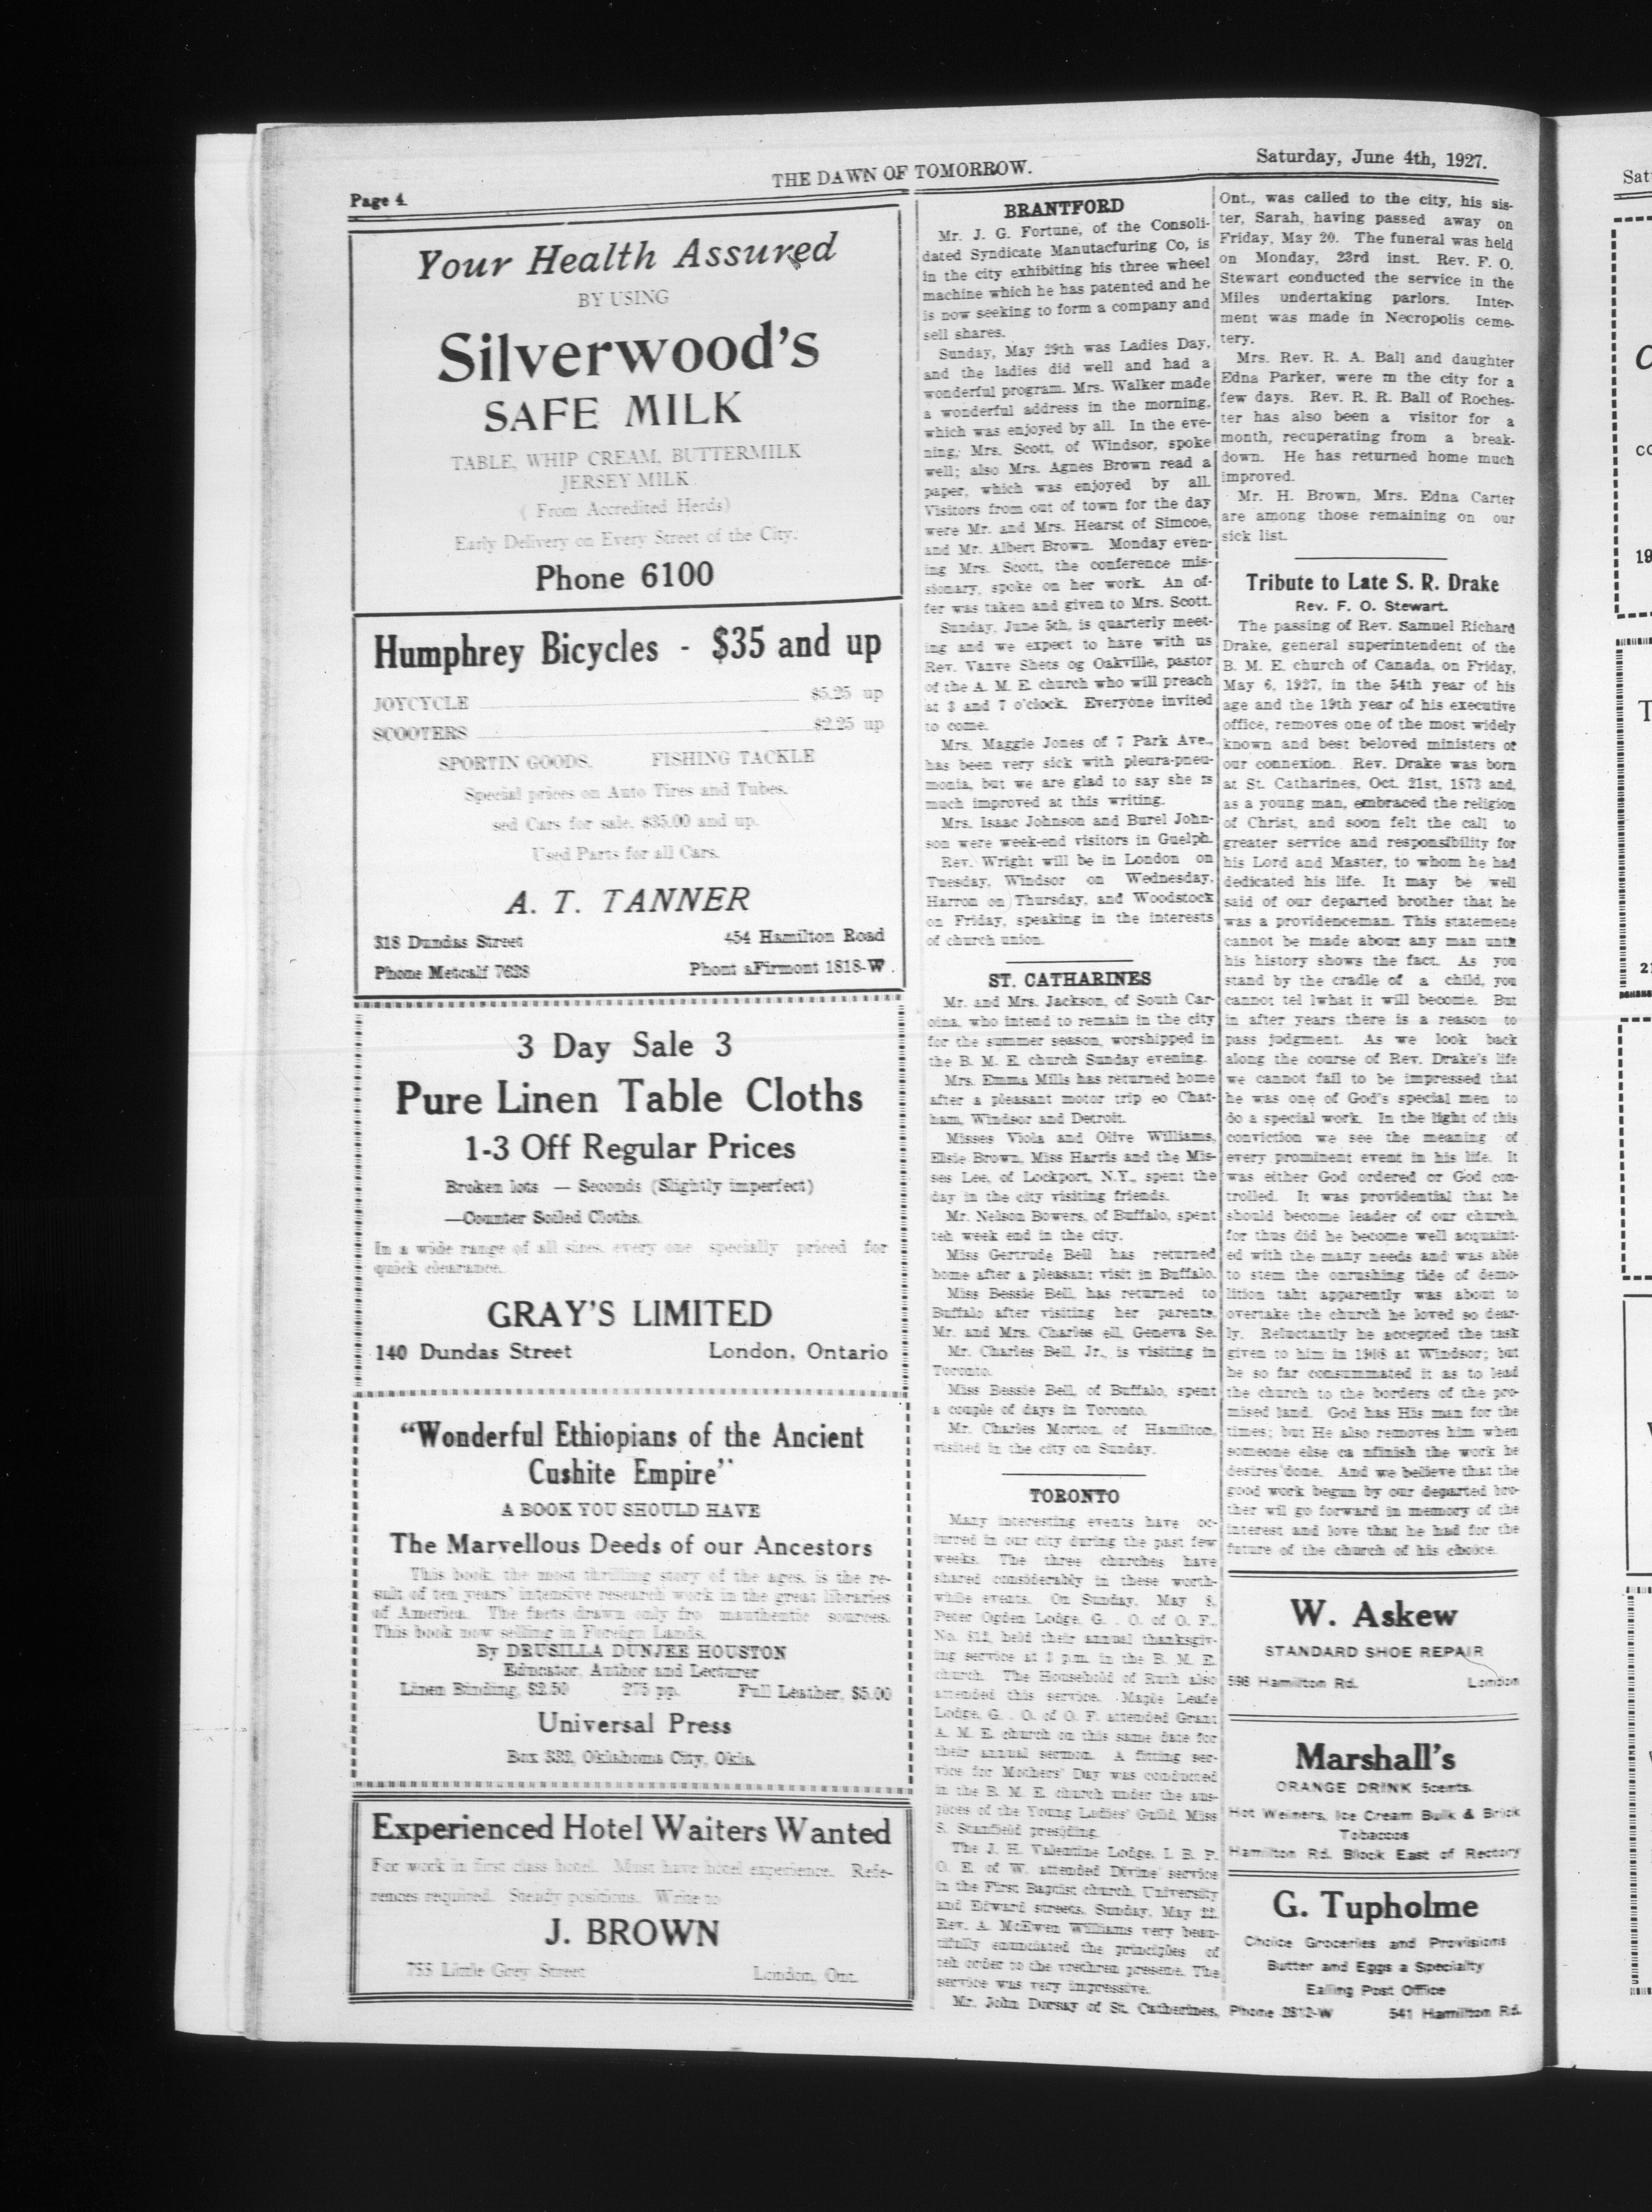 Page 4
THE DAWN OF TOMORROW.
Saturday, June 4th, 1927.
Your Health Assured
BY USING
Silverwood's
SAFE MILK
TABLE, WHIP CREAM, BUTTERMILK
JERSEY MILK
( From Accredited Herds)
Early Delivery on Every Street of the City.
Phone 6100
Humphrey Bicycles - $35 and up
JOYCYCLE $5.25 up
SCOOTERS $2.25 up
SPORTIN GOODS. FISHING TACKLE
Special prices on Auto Tires and Tubes.
sed Cars for sale, $35.00 and up.
Used Parts for all Cars.
A. T. TANNER
318 Dundas Street 454 Hamilton Road
Phone Metcalf 7638 Phont aFirmont 1818-W.
3 Day Sale 3
Pure Linen Table Cloths
1-3 Off Regular Prices
Broken lots — Seconds (Slightly imperfect)
—Counter Soiled Cloths.
In a wide range of all sizes, every one specially priced for
quick clearance.
GRAY'S LIMITED
140 Dundas Street London, Ontario
"Wonderful Ethiopians of the Ancient
Cushite Empire"
A BOOK YOU SHOULD HAVE
The Marvellous Deeds of our Ancestors
This book, the most thrilling story of the ages, is the re-
sult of ten years' intensive research work in the great libraries
of America. The facts drawn only fro mauthentic sources.
This book now selling in Foreign Lands.
By DRUSILLA DUNJEE HOUSTON
Educator, Author and Lecturer
Linen Binding, $2.50 275 pp. Full Leather, $5.00
Universal Press
Box 332, Oklahoma City, Okla.
Experienced Hotel Waiters Wanted
For work in first class hotel. Must have hotel experience. Refe-
rences required. Steady positions. Write to
J. BROWN
755 Little Grey Street London, Ont.
BRANTFORD
Mr. J. G. Fortune, of the Consoli-
dated Syndicate Manutacfuring Co, is
in the city exhibiting his three wheel
machine which he has patented and he
is now seeking to form a company and
sell shares.
Sunday, May 29th was Ladies Day,
and the ladies did well and had a
wonderful program. Mrs. Walker made
a wonderful address in the morning,
which was enjoyed by all. In the eve-
ning; Mrs. Scott, of Windsor, spoke
well; also Mrs. Agnes Brown read a
paper, which was enjoyed by all.
Visitors from out of town for the day
were Mr. and Mrs. Hearst of Simcoe,
and Mr. Albert Brown. Monday even-
ing Mrs. Scott, the conference mis-
sionary, spoke on her work. An of-
fer was taken and given to Mrs. Scott.
Sunday, June 5th, is quarterly meet-
ing and we expect to have with us
Rev. Vanve Shets og Oakville, pastor
of the A. M. E. church who will preach
at 3 and 7 o'clock. Everyone invited
to come.
Mrs. Maggie Jones of 7 Park Ave.,
has been very sick with pleura-pneu-
monia, but we are glad to say she is
much improved at this writing.
Mrs. Isaac Johnson and Burel John-
son were week-end visitors in Guelph.
Rev. Wright will be in London on
Tuesday, Windsor on Wednesday,
Harron on Thursday, and Woodstock
on Friday, speaking in the interests
of church union.
ST. CATHARINES
Mr. and Mrs. Jackson, of South Car-
oina, who intend to remain in the city
for the summer season, worshipped in
the B. M. E. church Sunday evening.
Mrs. Emma Mills has returned home
after a pleasant motor trip eo Chat-
ham, Windsor and Detroit.
Misses Viola and Olive Williams,
Elsie Brown, Miss Harris and the Mis-
ses Lee, of Lockport, N.Y., spent the
day in the city visiting friends.
Mr. Nelson Bowers, of Buffalo, spent
teh week end in the city.
Miss Gertrude Bell has returned
home after a pleasant visit in Buffalo.
Miss Bessie Bell, has returned to
Buffalo after visiting her parents,
Mr. and Mrs. Charles ell, Geneva Se.
Mr. Charles Bell, Jr., is visiting in
Toronto.
Miss Bessie Bell, of Buffalo, spent
a couple of days in Toronto.
Mr. Charles Morton, of Hamilton,
visited in the city on Sunday.
TORONTO
Many interesting events have oc-
urred in our city during the past few
weeks. The three churches have
shared considerably in these worth-
while events. On Sunday, May 8,
Peter Ogden Lodge, G. . O. of O. F.,
No. 812, held their annual thanksgiv-
ing service at 3 p.m. in the B. M. E.
church. The Household of Ruth also
attended this service. Maple Leafe
Lodge, G. . O. of O. F. attended Grant
A. M. E. church on this same date for
their annual sermon. A fitting ser-
vice for Mothers' Day was conducted
in the B. M. E. church under the aus-
pices of the Young Ladies' Guild, Miss
S. Stanfield presiding.
The J. H. Valentine Lodge, I. B. P.
O. E. of W. attended Divine service
in the First Baptist church, University
and Edward streets, Sunday, May 22.
Rev. A. McEwen Williams very beau-
tifully enunciated the principles of
teh order to the vrethren presene. The
service was very impressive.
Mr. John Dorsay of St. Catherines,
Ont., was called to the city, his sis-
ter, Sarah, having passed away on
Friday, May 20. The funeral was held
on Monday, 23rd inst. Rev. F. O.
Stewart conducted the service in the
Miles undertaking parlors. Inter-
ment was made in Necropolis ceme-
tery.
Mrs. Rev. R. A. Ball and daughter
Edna Parker, were m the city for a
few days. Rev. R. R. Ball of Roches-
ter has also been a visitor for a
month, recuperating from a break-
down. He has returned home much
improved.
Mr. H. Brown, Mrs. Edna Carter
are among those remaining on our
sick list.
Tribute to Late S. R. Drake
Rev. F. O. Stewart.
The passing of Rev. Samuel Richard
Drake, general superintendent of the
B. M. E. church of Canada, on Friday,
May 6, 1927, in the 54th year of his
age and the 19th year of his executive
office, removes one of the most widely
known and best beloved ministers of
our connexion. Rev. Drake was born
at St. Catharines, Oct. 21st, 1873 and,
as a young man, embraced the religion
of Christ, and soon felt the call to
greater service and responsibility for
his Lord and Master, to whom he had
dedicated his life. It may be well
said of our departed brother that he
was a providenceman. This statemene
cannot be made about any man until
his history shows the fact. As you
stand by the cradle of a child, you
cannot tel lwhat it will become. But
in after years there is a reason to
pass judgment. As we look back
along the course of Rev. Drake's life
we cannot fail to be impressed that
he was one of God's special men to
do a special work. In the light of this
conviction we see the meaning of
every prominent event in his life. It
was either God ordered or God con-
trolled. It was providential that he
should become leader of our church,
for thus did he become well acquaint-
ed with the many needs and was able
to stem the onrushing tide of demo-
lition taht apparently was about to
overtake the church he loved so dear-
ly. Reluctantly he accepted the task
given to him in at Windsor; but
he so far consummated it as to lead
the church to the borders of the pro-
mised land. God has His man for the
times; but He also removes him when
someone else ca nfinish the work he
desires done. And we believe that the
good work begun by our departed bro-
ther wil go forward in memory of the
interest and love that he had for the
future of the church of his choice.
W. Askew
STANDARD SHOE REPAIR
598 Hamilton Rd. London
Marshall's
ORANGE DRINK 5cents.
Hot Weiners, Ice Cream Bulk & Brick
Tobaccos
Hamilton Rd. Block East of Rectory
G. Tupholme
Choice Groceries and Provisions
Butter and Eggs a Speciality
Ealing Post Office
Phone 2812-W 541 Hamilton Rd.
Sat